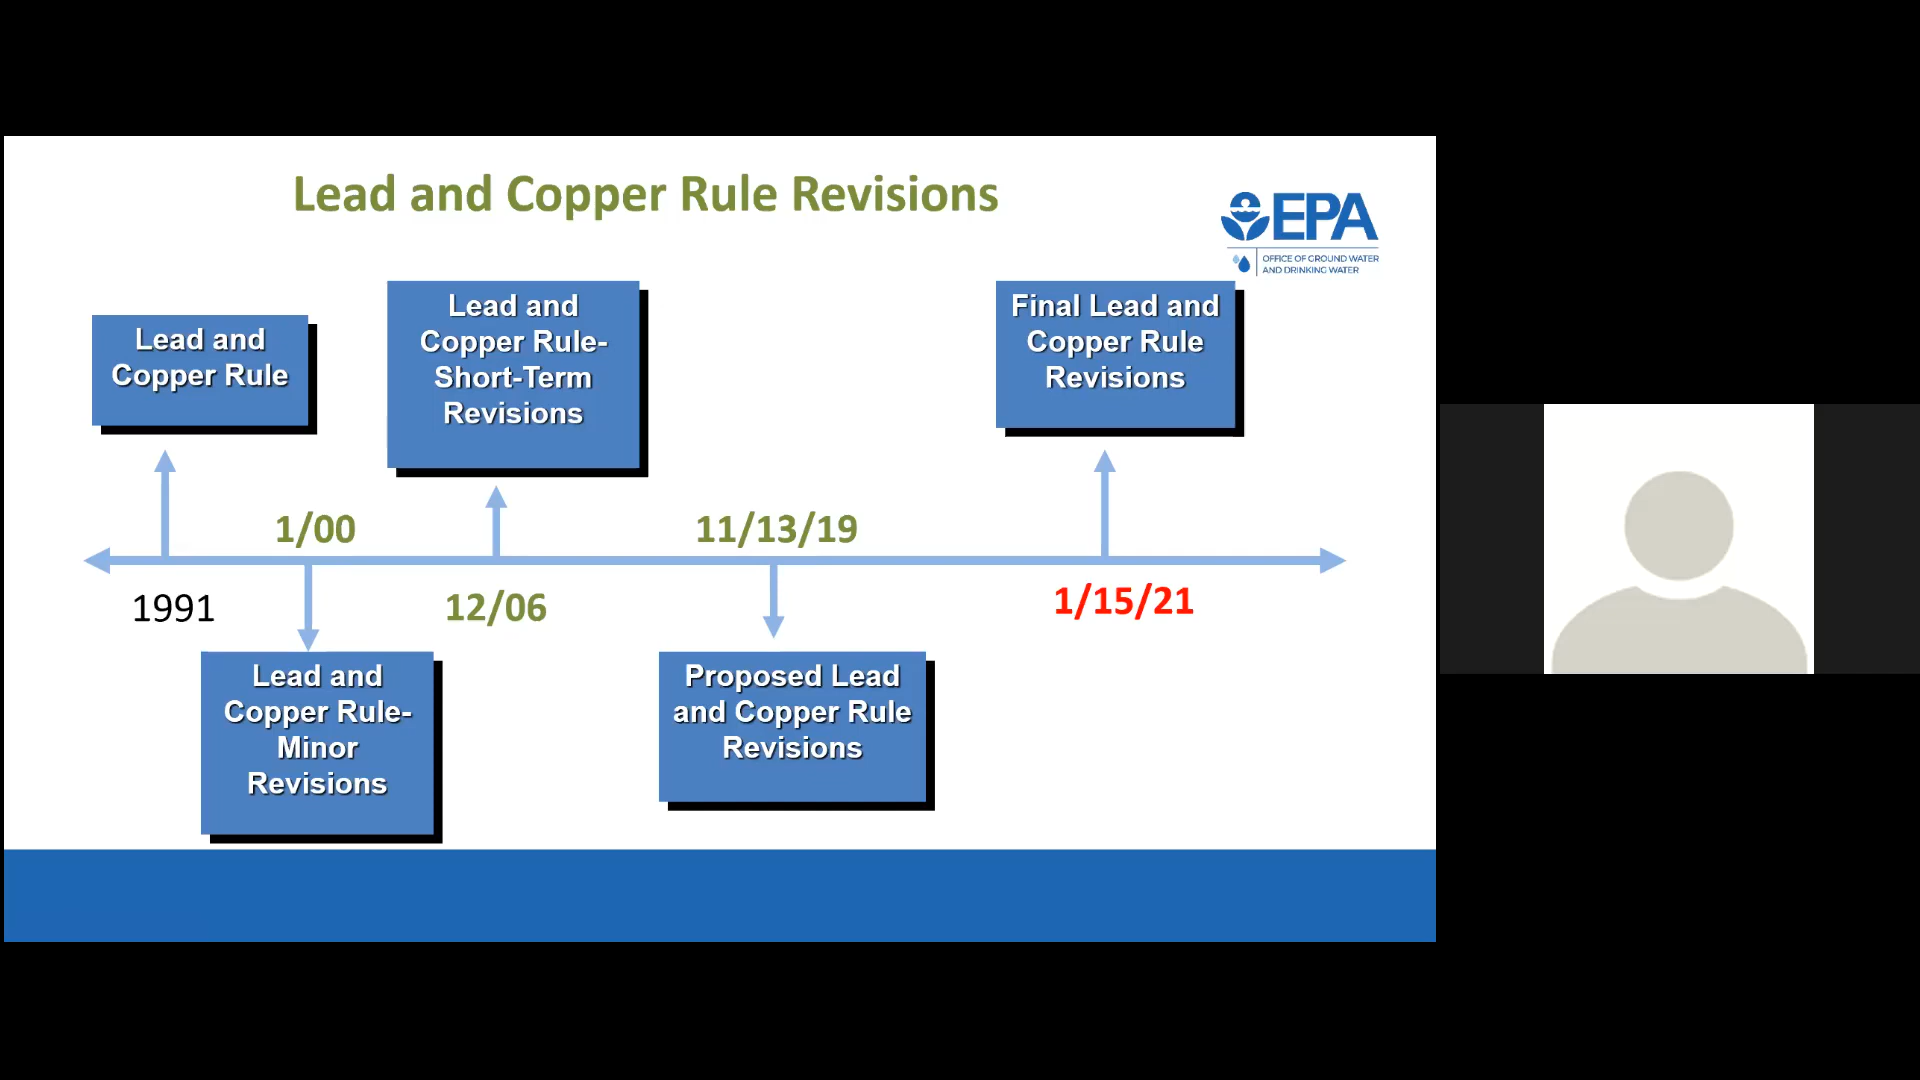 Lead and Copper Rule Revisions
EPA
OFFICE OF GROUND WATER
AND DRINKING WATER
Lead and
Copper Rule
Lead and
Copper Rule-
Short-Term
Revisions
Final Lead and
Copper Rule
Revisions
1/00
11/13/19
1991
12/06
1/15/21
Lead and
Copper Rule-
Minor
Revisions
Proposed Lead
and Copper Rule
Revisions